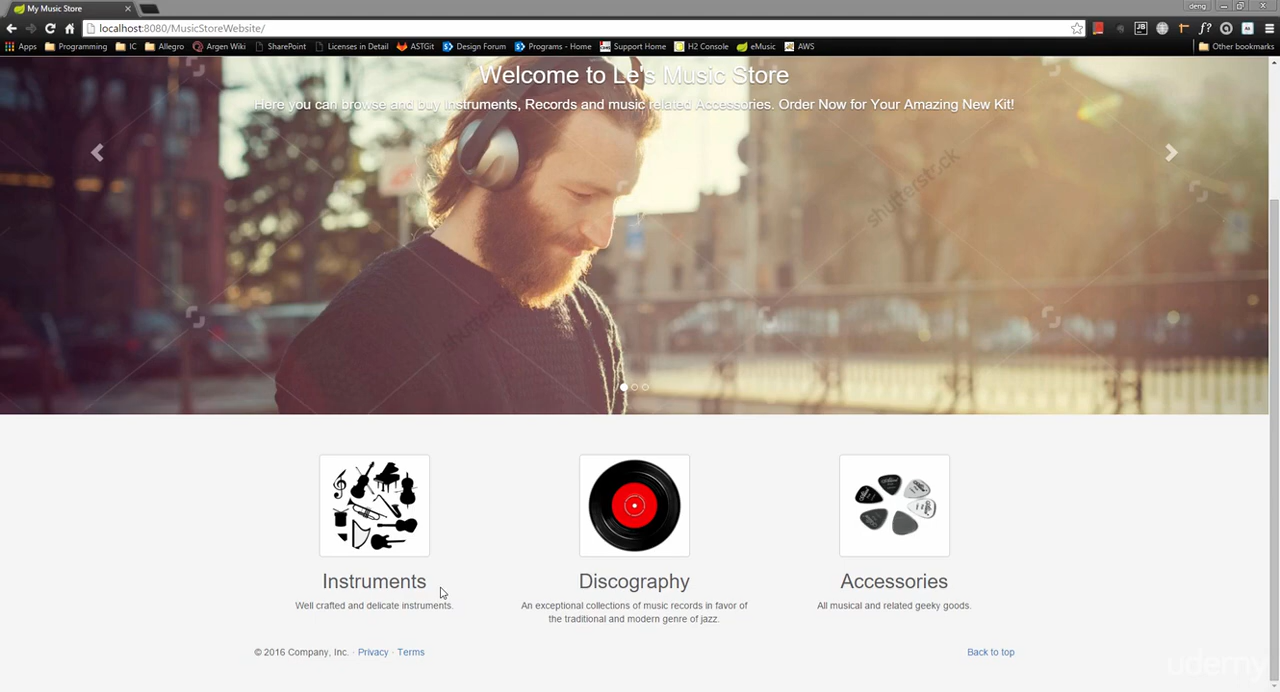 My Music Store
deng
localhost:8080/MusicStoreWebsite/
Apps Programming IC Allegro Argen Wiki SharePoint Licenses in Detail ASTGit Design Forum Programs - Home Support Home H2 Console eMusic AWS Other bookmarks
Welcome to Le's Music Store
Here you can browse and buy Instruments, Records and music related Accessories. Order Now for Your Amazing New Kit!
shutterstock
shutterstock
Instruments
Well crafted and delicate instruments.
Discography
An exceptional collections of music records in favor of
the traditional and modern genre of jazz.
Accessories
All musical and related geeky goods.
© 2016 Company, Inc. · Privacy · Terms
Back to top
udemy